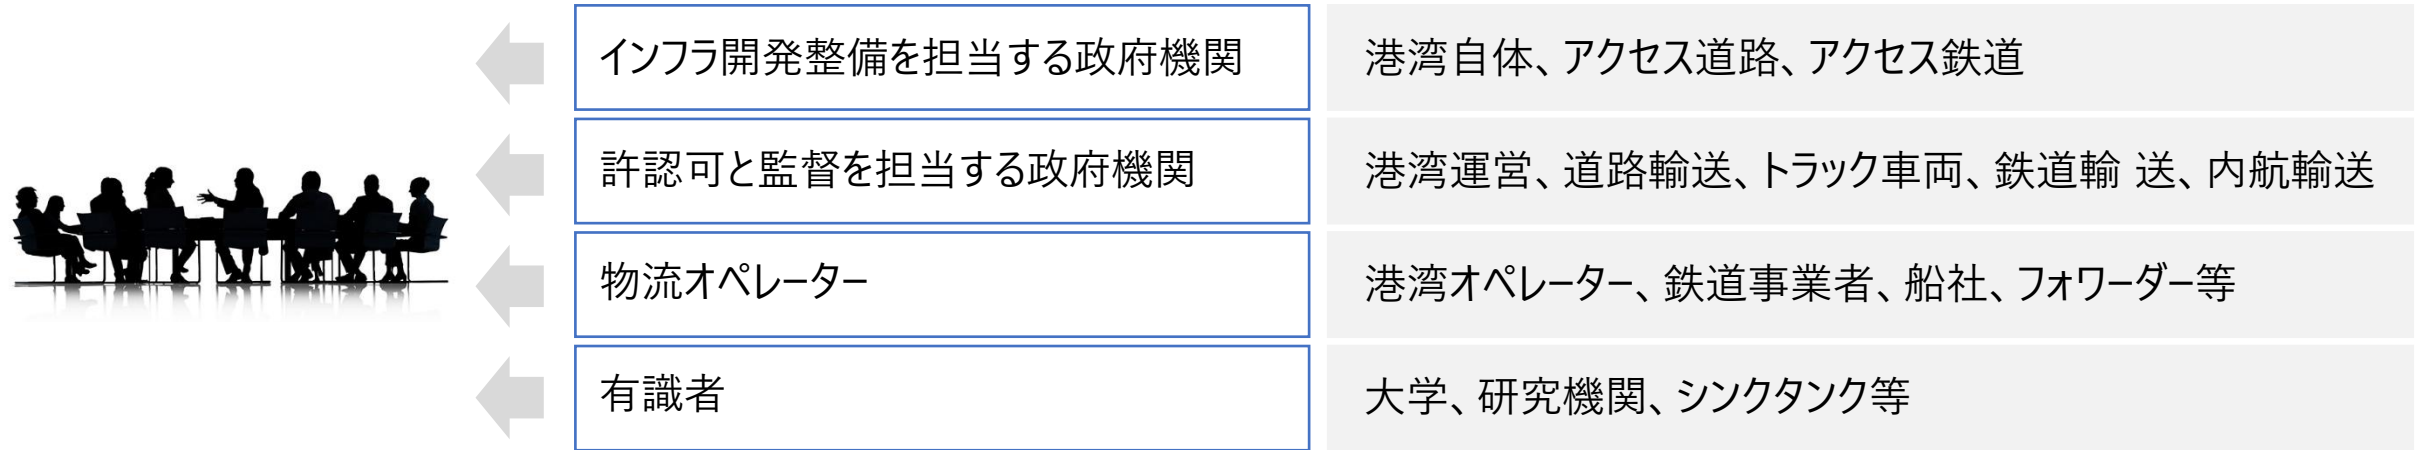 インフラ開発整備を担当する政府機関
港湾自体、アクセス道路、アクセス鉄道
許認可と監督を担当する政府機関
港湾運営、道路輸送、トラック車両、鉄道輸 送、内航輸送
物流オペレーター
港湾オペレーター、鉄道事業者、船社、フォワーダー等
有識者
大学、研究機関、シンクタンク等